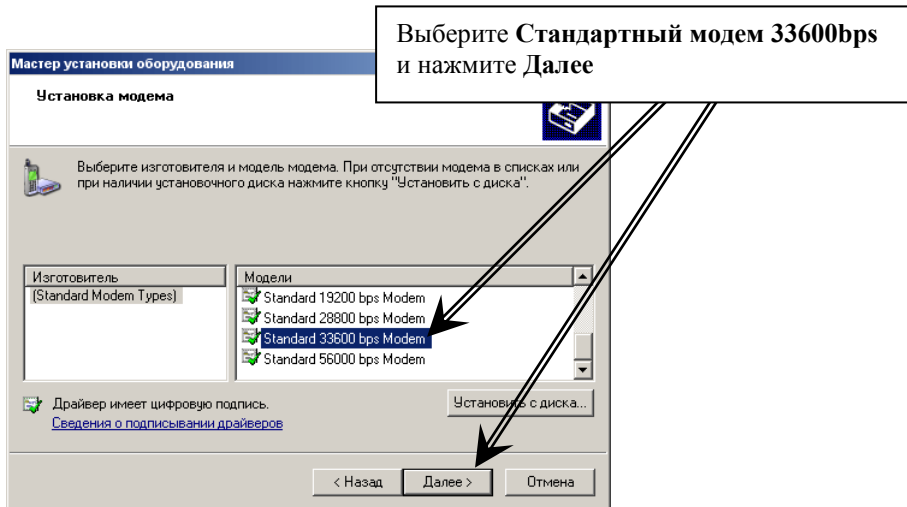 Выберите Стандартный модем 33600bps
и нажмите Далее
Мастер установки оборудования
Установка модема
Выберите изготовителя и модель модема. При отсутствии модема в списках или
при наличии установочного диска нажмите кнопку "Установить с диска".
Изготовитель
(Standard Modem Types)
Модели
Standard 19200 bps Modem
Standard 28800 bps Modem
Standard 33600 bps Modem
Standard 56000 bps Modem
Драйвер имеет цифровую подпись.
Сведения о подписывании драйверов
Установить с диска...
< Назад
Далее >
Отмена